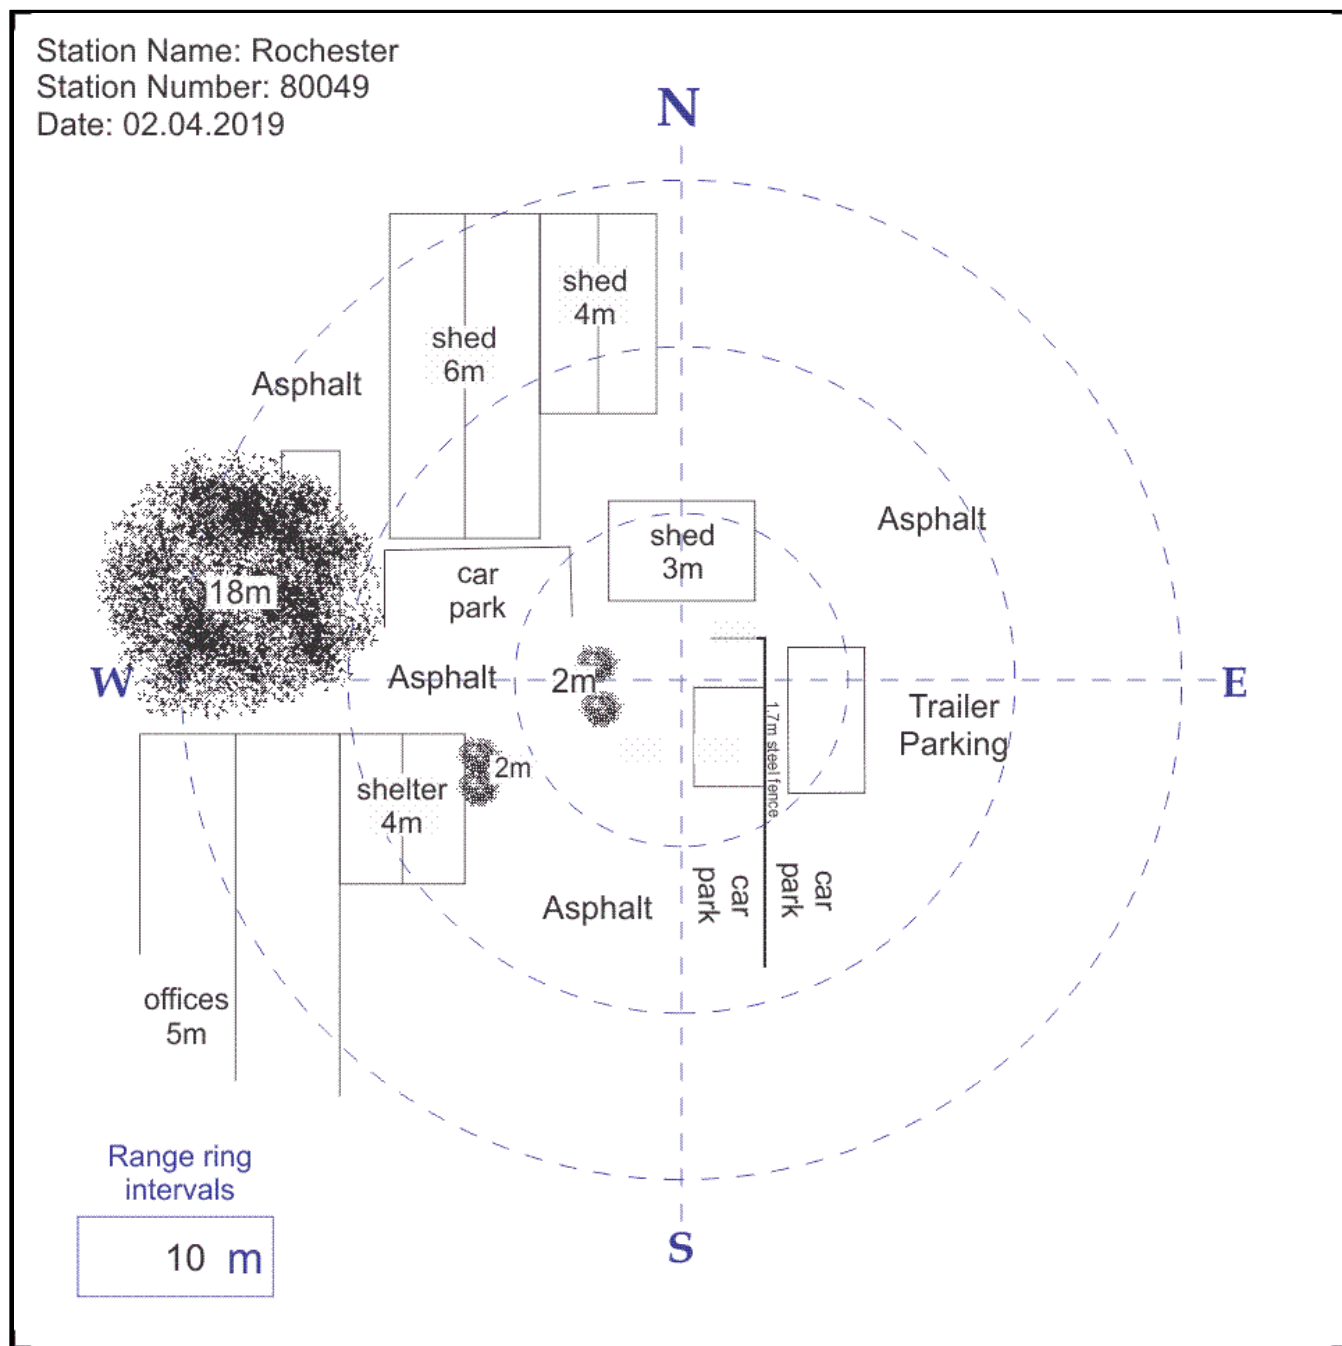 Station Name: Rochester
Station Number: 80049
Date: 02.04.2019
N
shed
4m
shed
6m
Asphalt
Asphalt
shed
3m
car
park
18m
W
Asphalt
2m
E
Trailer
Parking
1.7m steel fence
2m
shelter
4m
car
park
car
park
Asphalt
offices
5m
Range ring
intervals
10 m
S